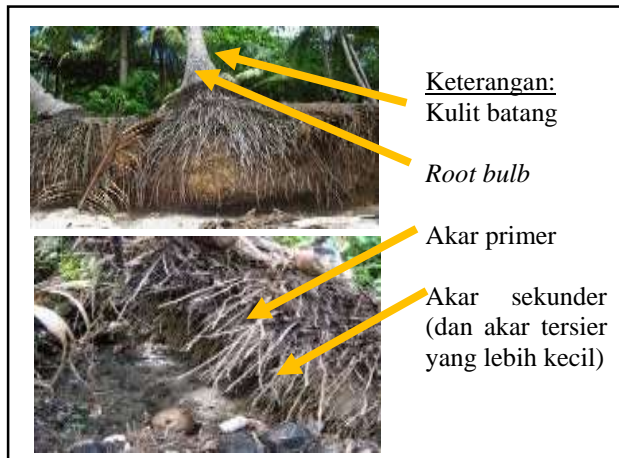 Keterangan:
Kulit batang
Root bulb
Akar primer
Akar sekunder
(dan akar tersier
yang lebih kecil)